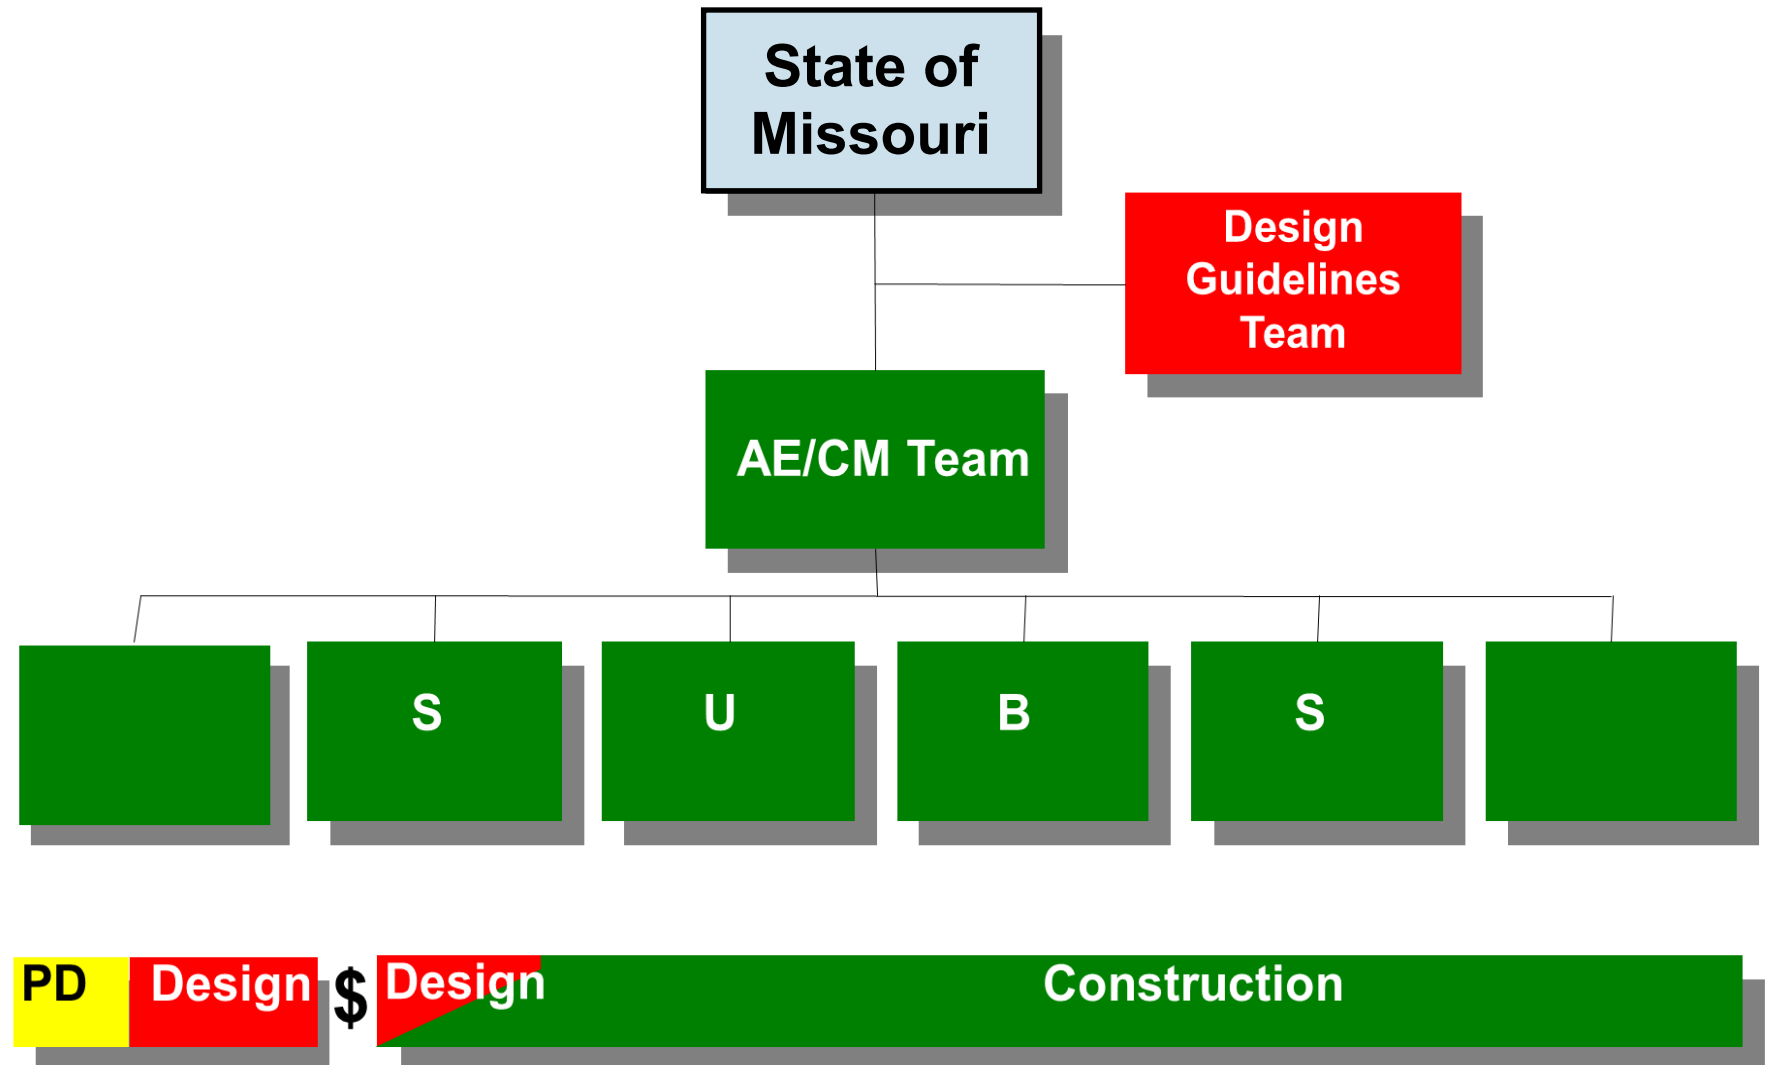 State of
Missouri
Design
Guidelines
Team
AE/CM Team
S U B S
PD Design $ Design Construction